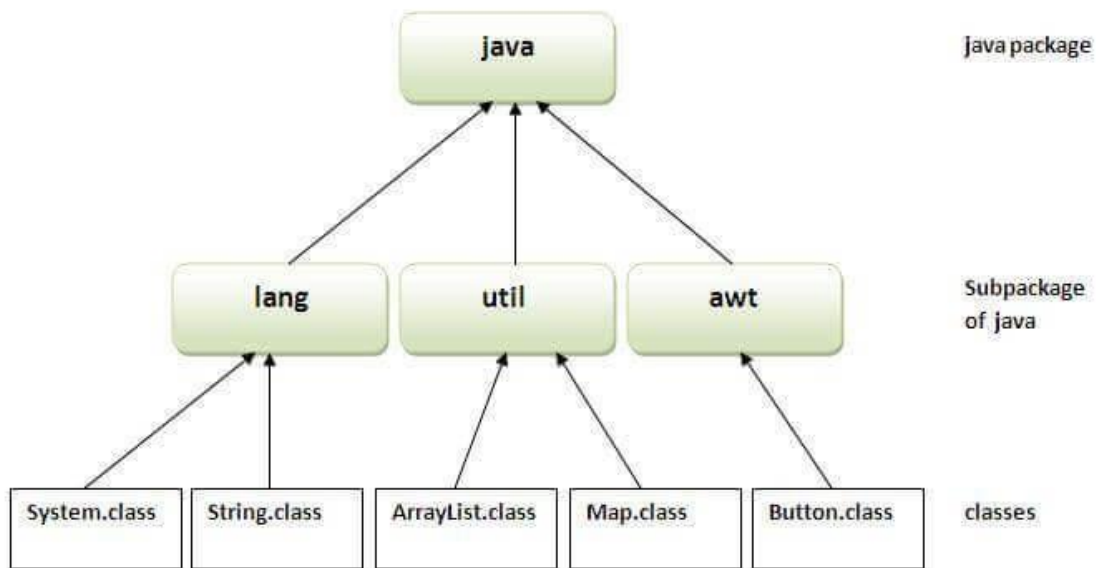 java
java package
lang
util
awt
Subpackage
of java
System.class
String.class
ArrayList.class
Map.class
Button.class
classes